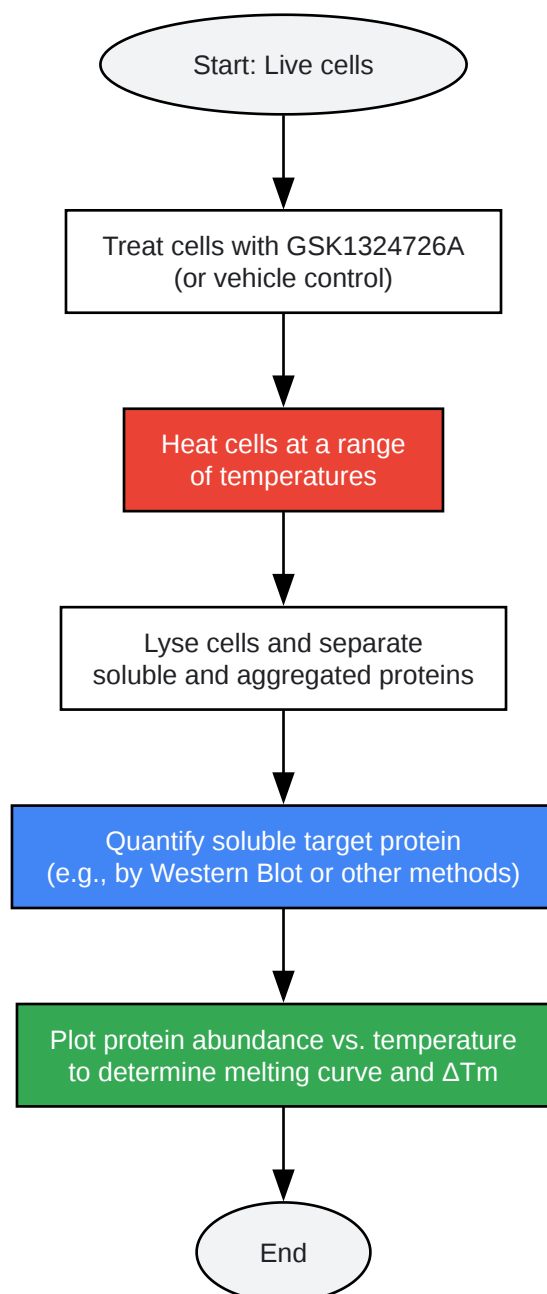 Start: Live cells
Treat cells with GSK1324726A
(or vehicle control)
Heat cells at a range
of temperatures
Lyse cells and separate
soluble and aggregated proteins
Quantify soluble target protein
(e.g., by Western Blot or other methods)
Plot protein abundance vs. temperature
to determine melting curve and ΔTm
End